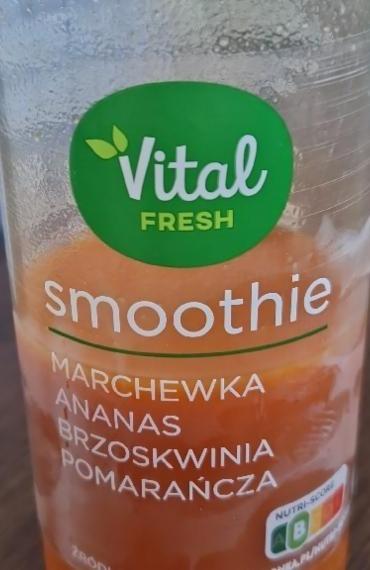 Vital
FRESH
smoothie
MARCHEWKA
ANANAS
BRZOSKWINIA
POMARAŃCZA
NUTRI-SCORE
A B